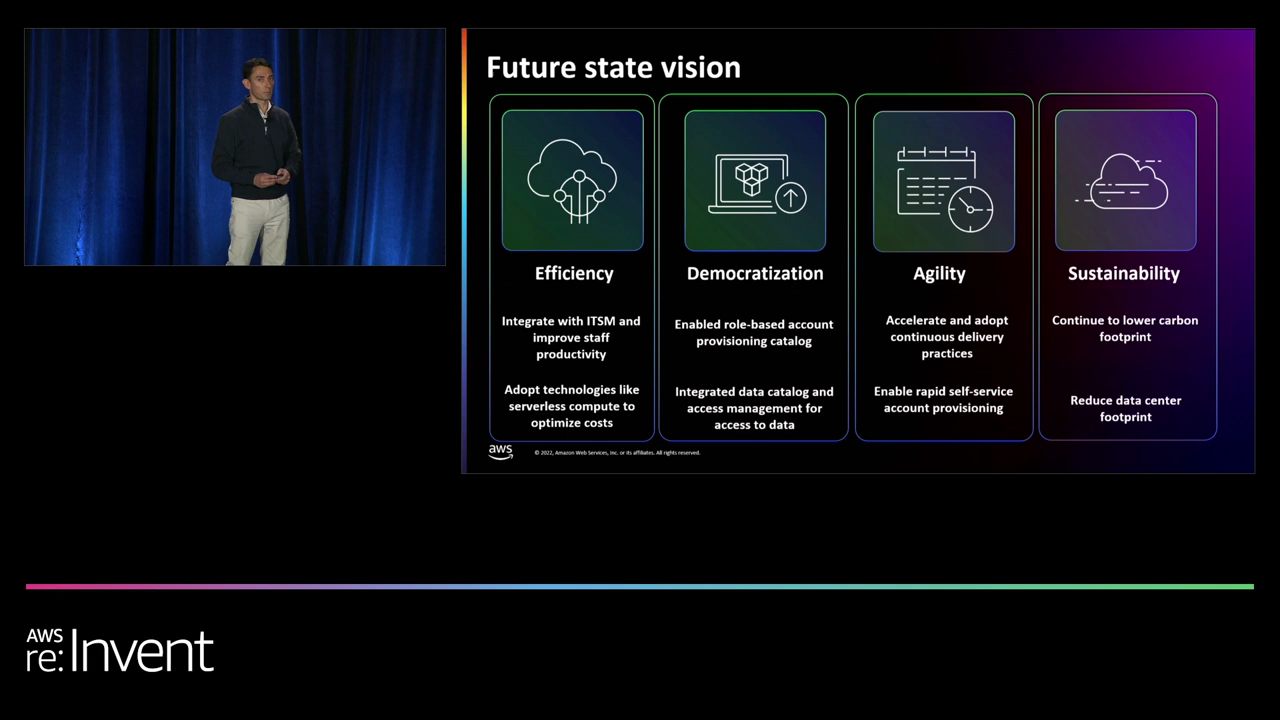 Future state vision
Efficiency
Integrate with ITSM and
improve staff
productivity
Adopt technologies like
serverless compute to
optimize costs
Democratization
Enabled role-based account
provisioning catalog
Integrated data catalog and
access management for
access to data
Agility
Accelerate and adopt
continuous delivery
practices
Enable rapid self-service
account provisioning
Sustainability
Continue to lower carbon
footprint
Reduce data center
footprint
aws
© 2022, Amazon Web Services, Inc. or its affiliates. All rights reserved.
AWS
re:Invent